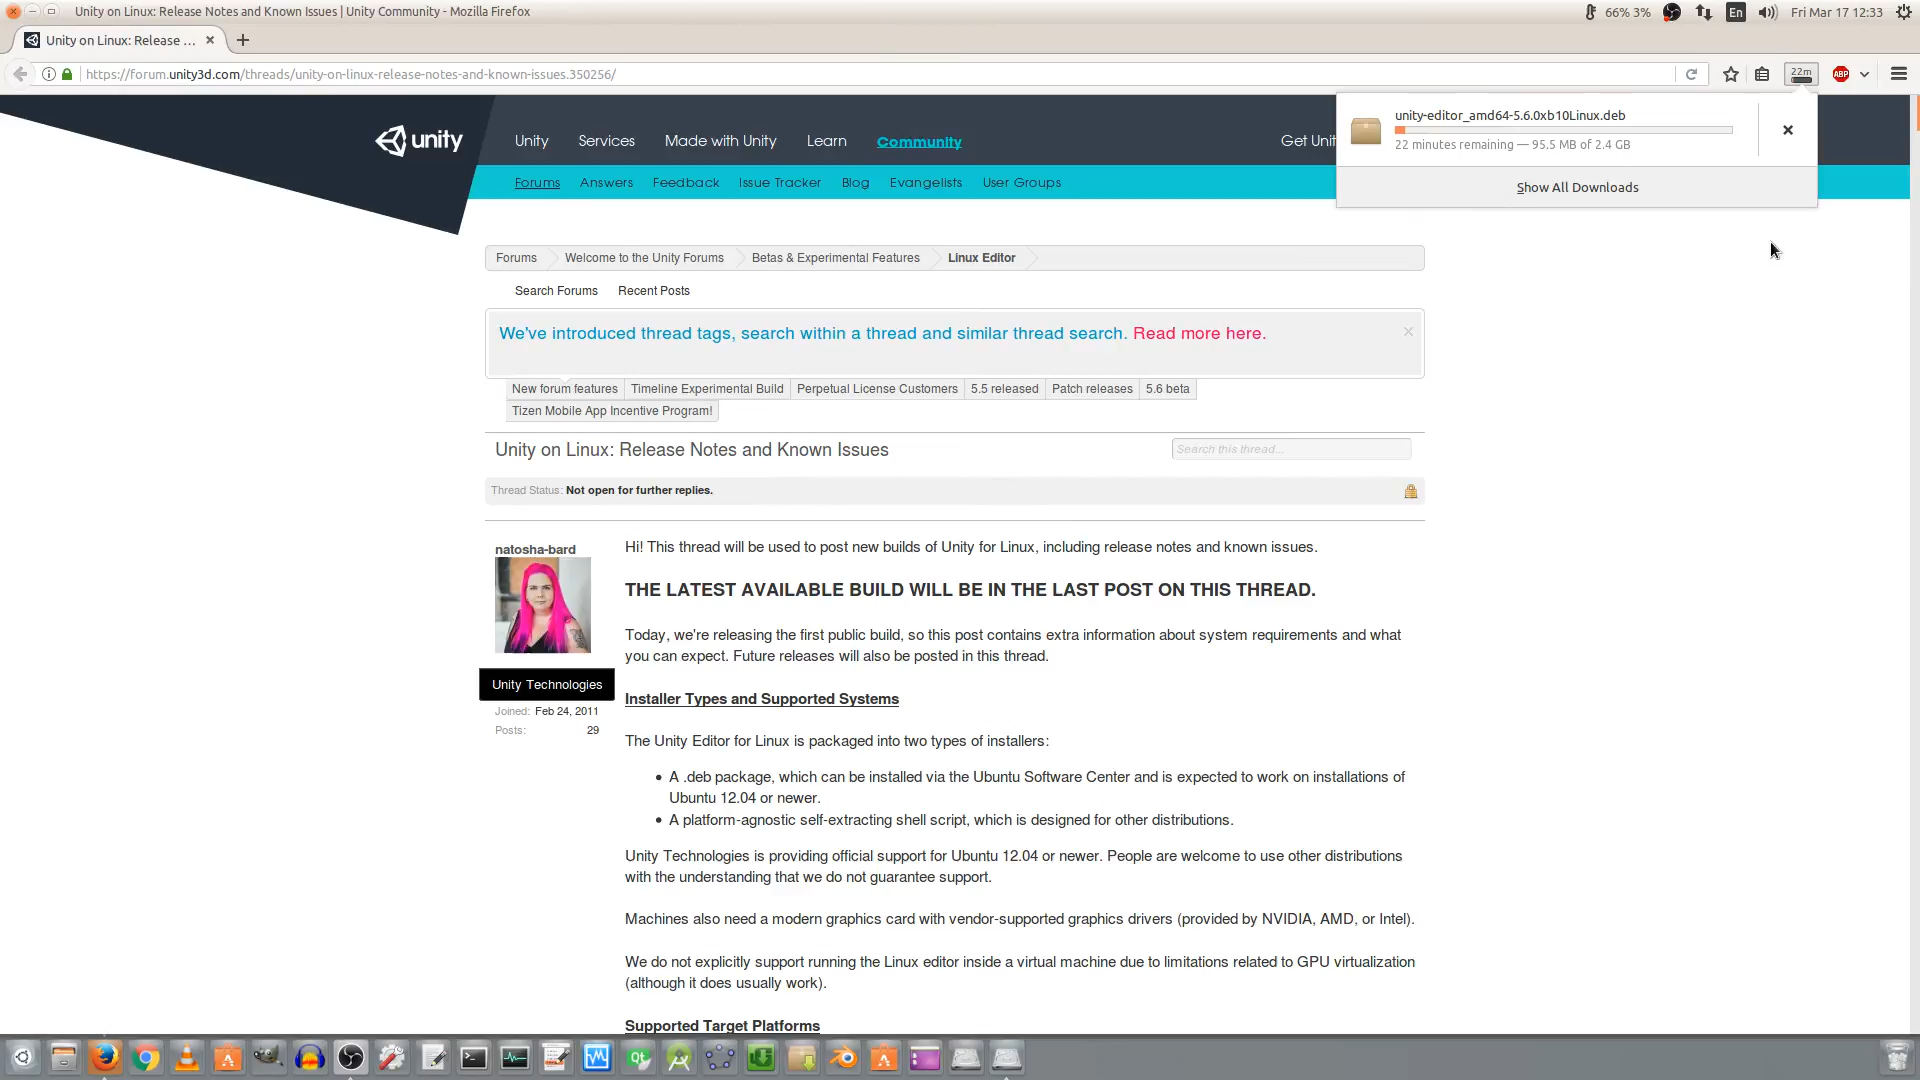 Unity on Linux: Release Notes and Known Issues | Unity Community - Mozilla Firefox
66% 3%
En
Fri Mar 17 12:33
Unity on Linux: Release ...
https://forum.unity3d.com/threads/unity-on-linux-release-notes-and-known-issues.350256/
22m
ABP
unity-editor_amd64-5.6.0xb10Linux.deb
22 minutes remaining — 95.5 MB of 2.4 GB
Show All Downloads
unity
Unity
Services
Made with Unity
Learn
Community
Get Unit
Forums
Answers
Feedback
Issue Tracker
Blog
Evangelists
User Groups
Forums
Welcome to the Unity Forums
Betas & Experimental Features
Linux Editor
Search Forums
Recent Posts
We've introduced thread tags, search within a thread and similar thread search. Read more here.
New forum features
Timeline Experimental Build
Perpetual License Customers
5.5 released
Patch releases
5.6 beta
Tizen Mobile App Incentive Program!
Unity on Linux: Release Notes and Known Issues
Search this thread...
Thread Status: Not open for further replies.
natosha-bard
Unity Technologies
Joined: Feb 24, 2011
Posts: 29
Hi! This thread will be used to post new builds of Unity for Linux, including release notes and known issues.
THE LATEST AVAILABLE BUILD WILL BE IN THE LAST POST ON THIS THREAD.
Today, we're releasing the first public build, so this post contains extra information about system requirements and what
you can expect. Future releases will also be posted in this thread.
Installer Types and Supported Systems
The Unity Editor for Linux is packaged into two types of installers:
• A .deb package, which can be installed via the Ubuntu Software Center and is expected to work on installations of
Ubuntu 12.04 or newer.
• A platform-agnostic self-extracting shell script, which is designed for other distributions.
Unity Technologies is providing official support for Ubuntu 12.04 or newer. People are welcome to use other distributions
with the understanding that we do not guarantee support.
Machines also need a modern graphics card with vendor-supported graphics drivers (provided by NVIDIA, AMD, or Intel).
We do not explicitly support running the Linux editor inside a virtual machine due to limitations related to GPU virtualization
(although it does usually work).
Supported Target Platforms
Qt